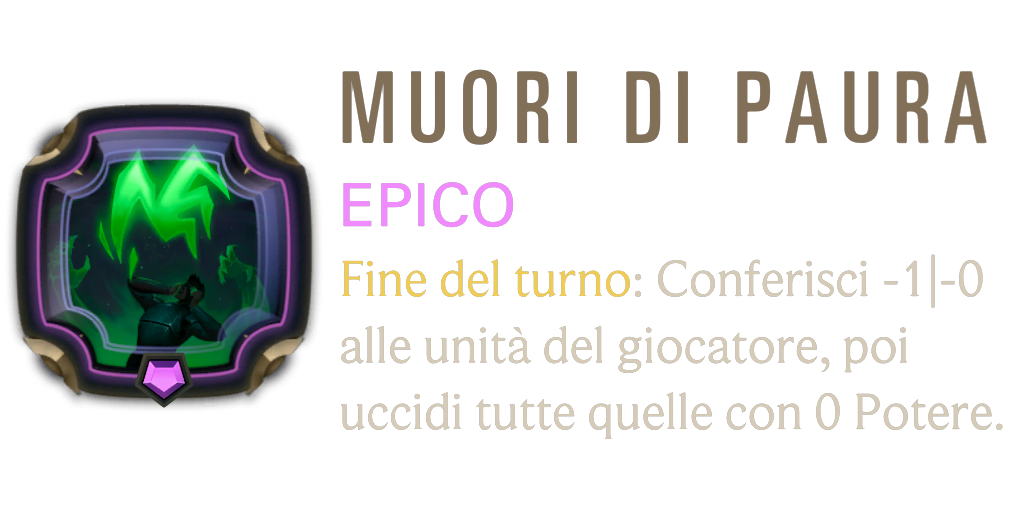 MUORI DI PAURA
EPICO
Fine del turno: Conferisci -1|-0
alle unità del giocatore, poi
uccidi tutte quelle con 0 Potere.